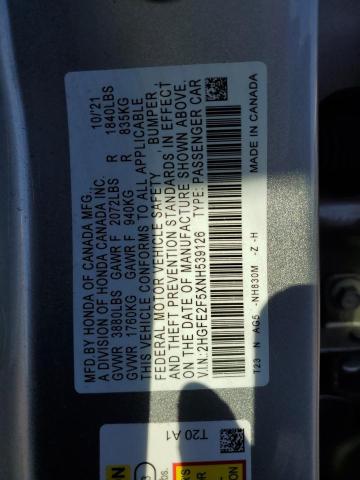 MFD. BY HONDA OF CANADA MFG. 10/21
A DIVISION OF HONDA CANADA INC.
GVWR 3880LBS GAWR F 2072LBS R 1840LBS
GVWR 1760KG GAWR F 940KG R 835KG
THIS VEHICLE CONFORMS TO ALL APPLICABLE
FEDERAL MOTOR VEHICLE SAFETY, BUMPER,
AND THEFT PREVENTION STANDARDS IN EFFECT
ON THE DATE OF MANUFACTURE SHOWN ABOVE.
V.I.N.: 2HGFE2F5XNH539126 TYPE: PASSENGER CAR
T23 N AG5 -NH830M -Z -H MADE IN CANADA
T20 A1